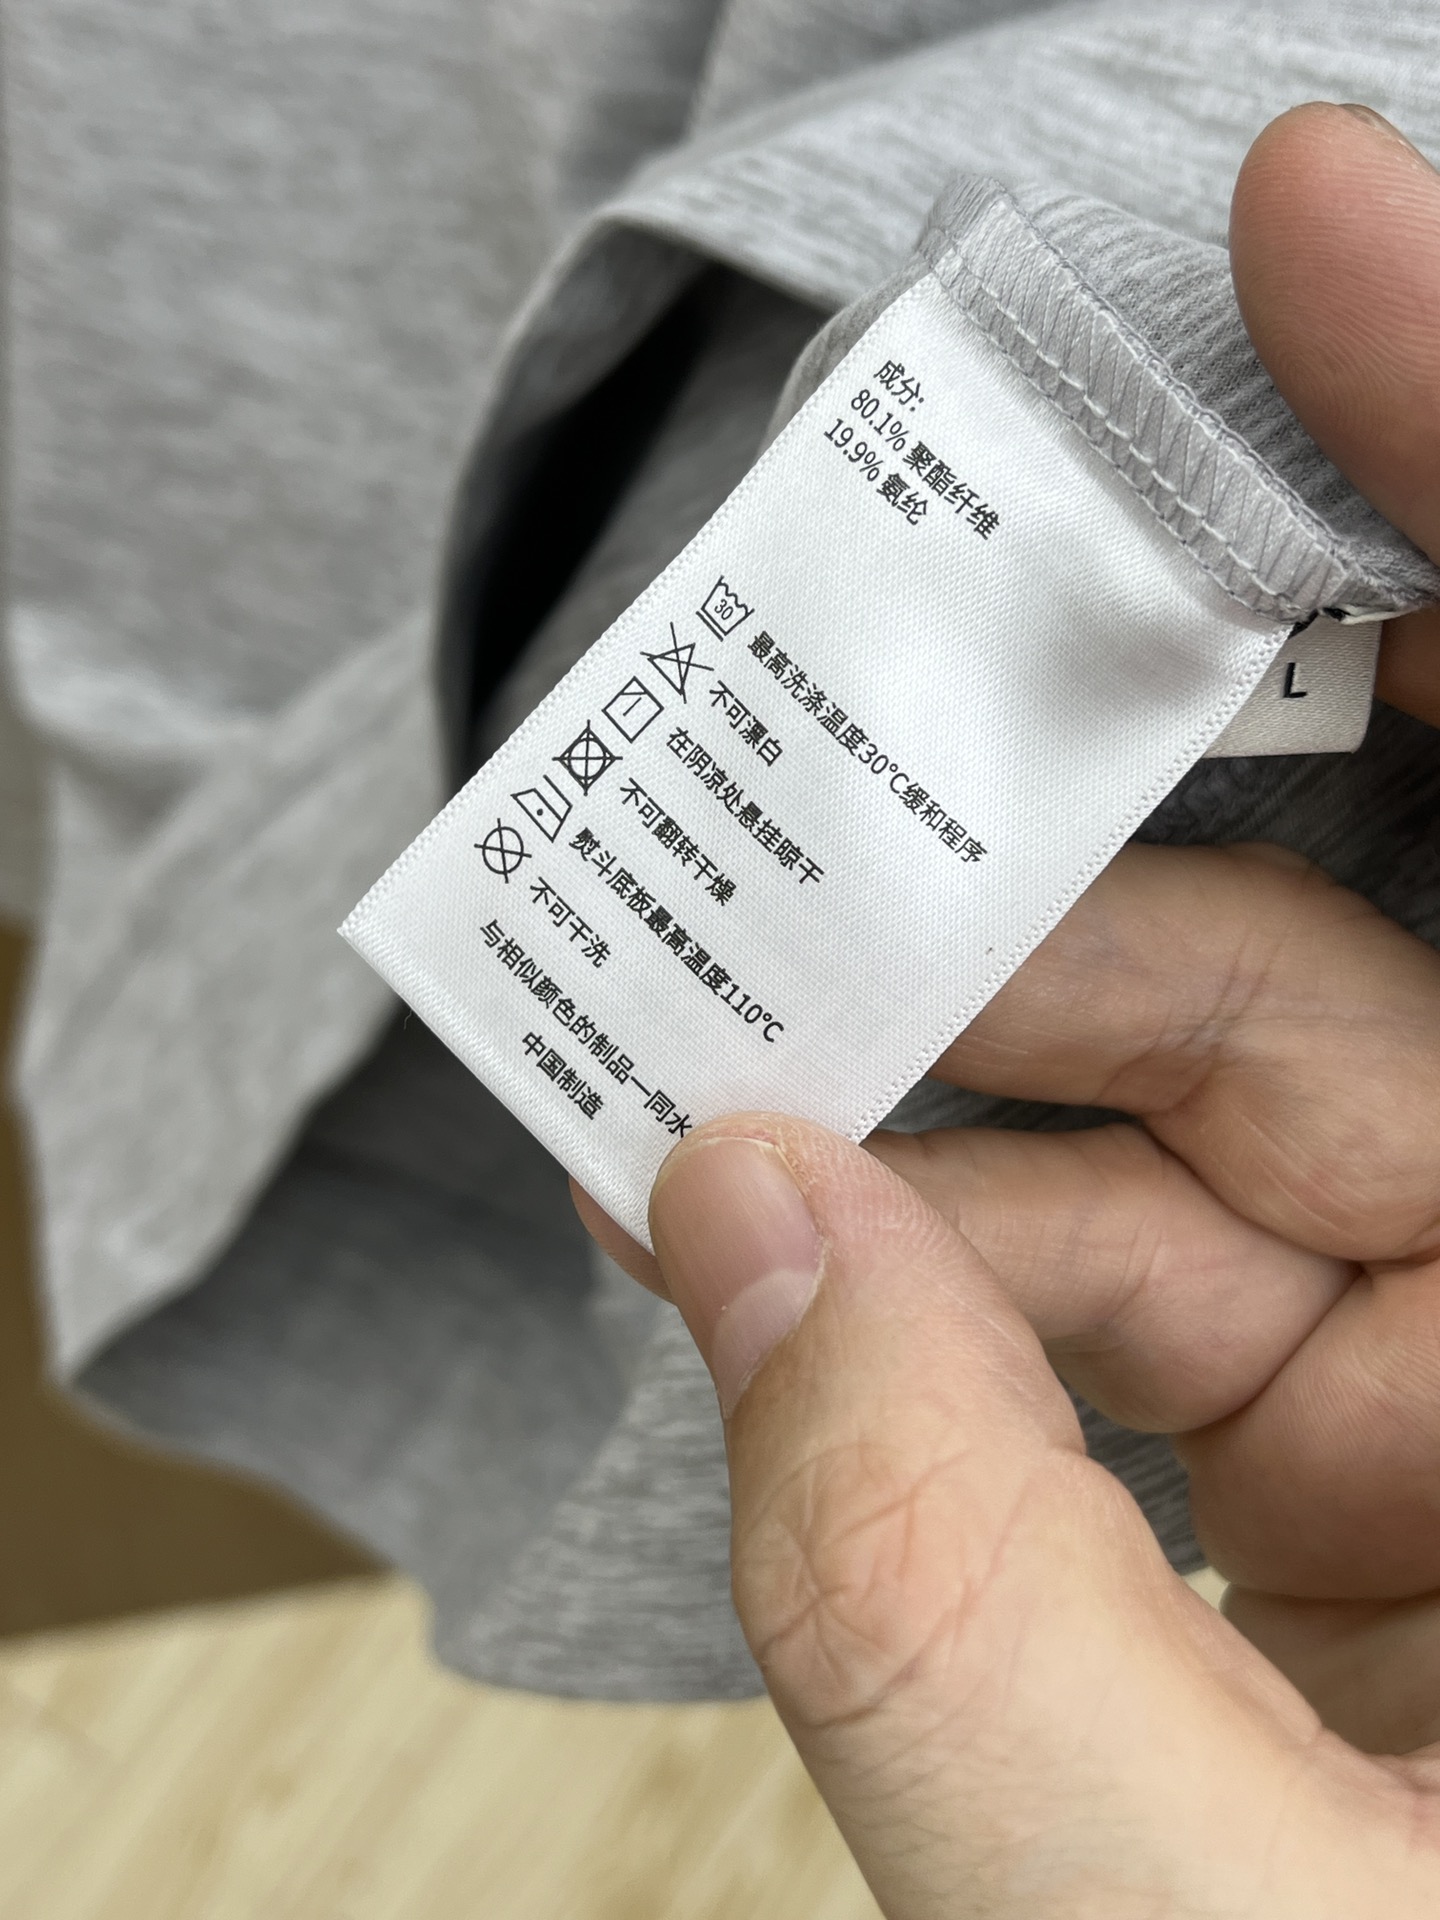 成分:
80.1% 聚酯纤维
19.9% 氨纶
30
最高洗涤温度30°C缓和程序
不可漂白
在阴凉处悬挂晾干
不可翻转干燥
熨斗底板最高温度110°C
不可干洗
与相似颜色的制品一同水
中国制造
L